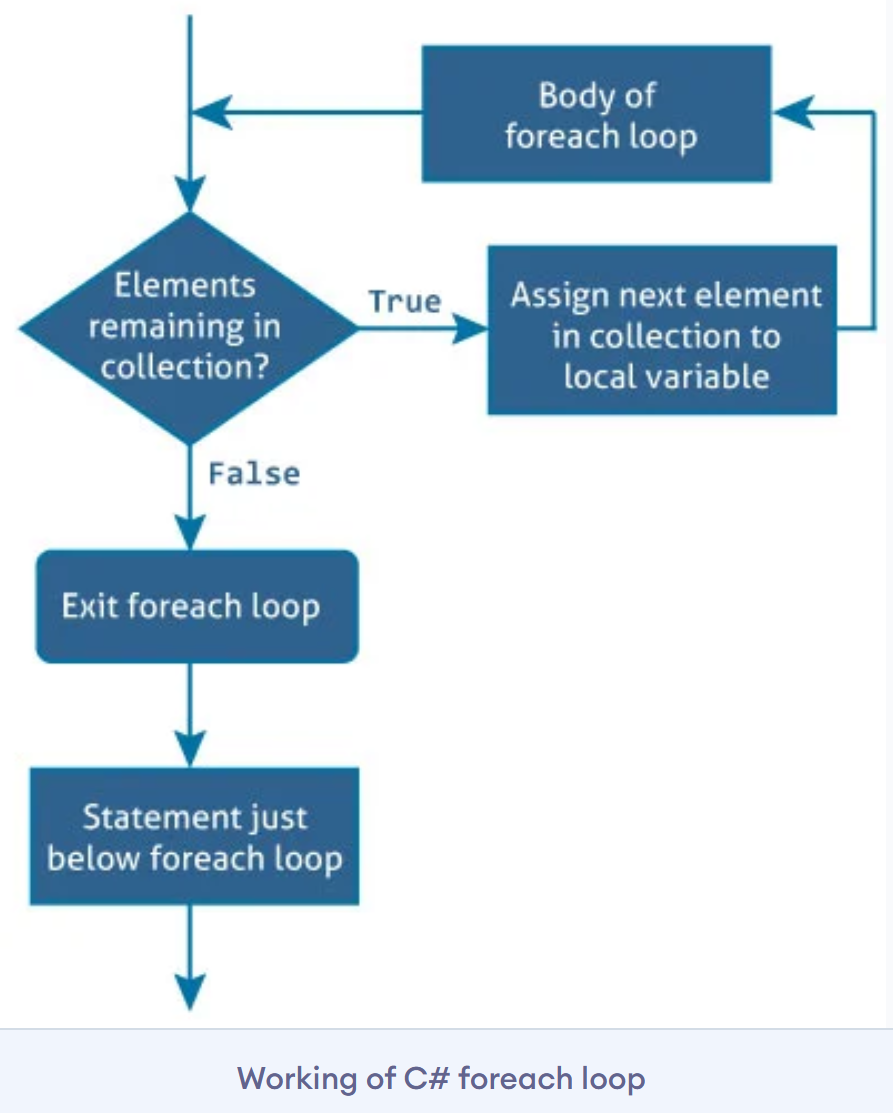 Body of
foreach loop
Elements
remaining in
collection?
True
Assign next element
in collection to
local variable
False
Exit foreach loop
Statement just
below foreach loop
Working of C# foreach loop